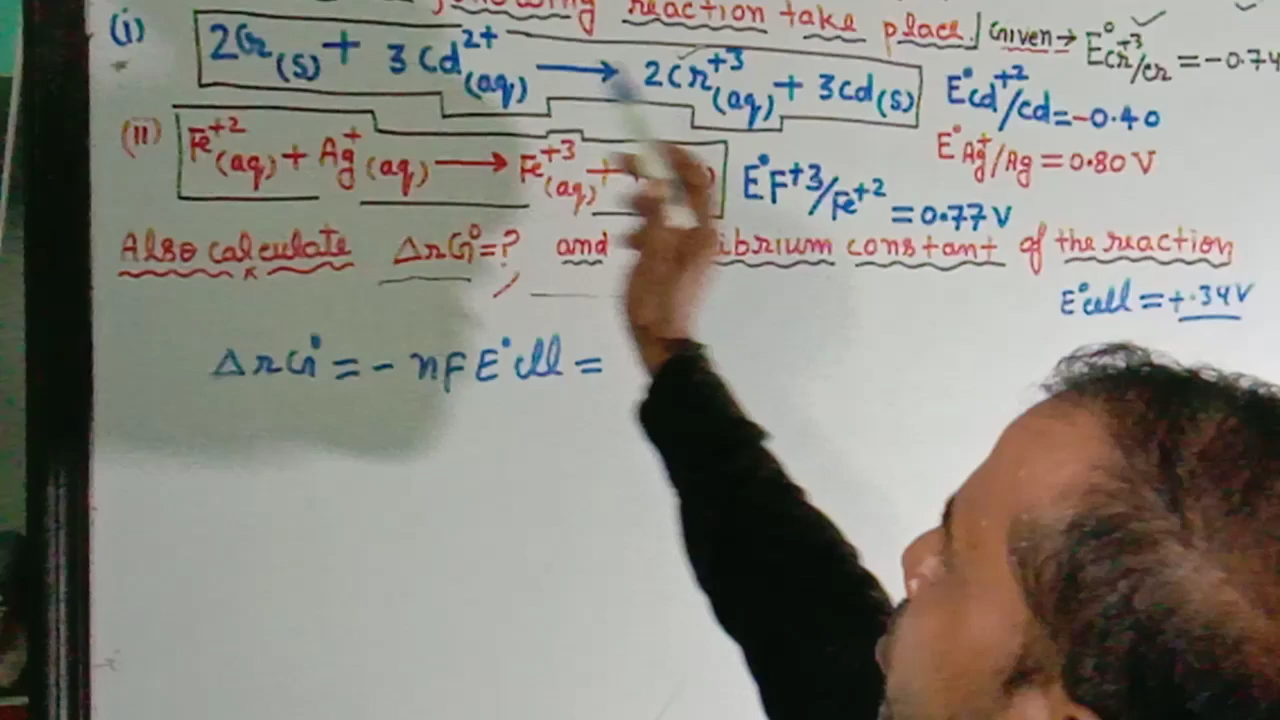 following reaction take place. Given → E°Cr⁺³/Cr = -0.74
(i) 2Cr(s) + 3Cd²⁺(aq) → 2Cr⁺³(aq) + 3Cd(s) E°Cd⁺²/Cd = -0.40
(ii) Fe⁺²(aq) + Ag⁺(aq) → Fe⁺³(aq) + E°Ag⁺/Ag = 0.80 V
E°F⁺³/Fe⁺² = 0.77 V
Also calculate ΔrG° = ? and librium constant of the reaction
E°cell = +.34V
ΔrG° = - nFE°cell =